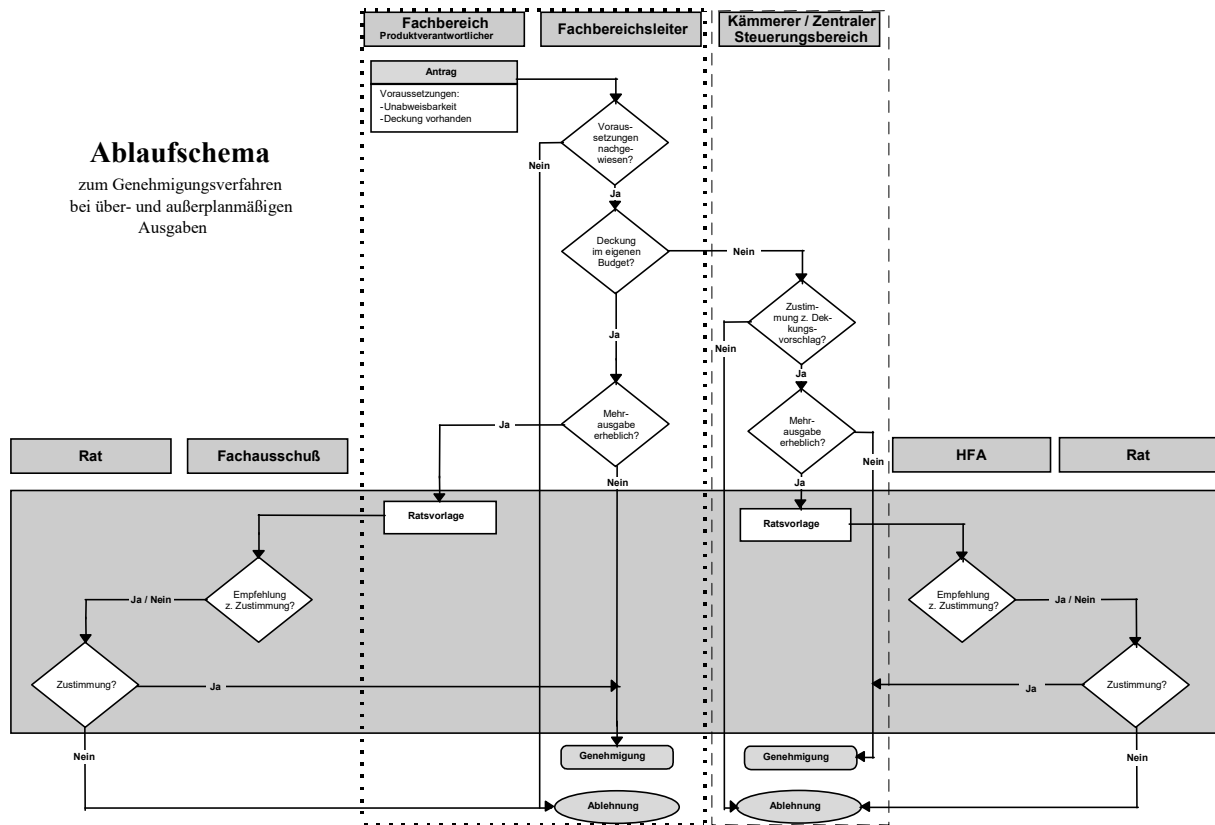 Fachbereich
Produktverantwortlicher
Fachbereichsleiter
Kämmerer / Zentraler
Steuerungsbereich
Antrag
Voraussetzungen:
-Unabweisbarkeit
-Deckung vorhanden
Ablaufschema
zum Genehmigungsverfahren
bei über- und außerplanmäßigen
Ausgaben
Voraus-
setzungen
nachge-
wiesen?
Nein
Ja
Deckung
im eigenen
Budget?
Nein
Ja
Zustim-
mung z. Dek-
kungs-
vorschlag?
Nein
Ja
Mehr-
ausgabe
erheblich?
Ja
Nein
Mehr-
ausgabe
erheblich?
Nein
Ja
Rat
Fachausschuß
HFA
Rat
Ratsvorlage
Ratsvorlage
Empfehlung
z. Zustimmung?
Ja / Nein
Empfehlung
z. Zustimmung?
Ja / Nein
Zustimmung?
Ja
Ja
Zustimmung?
Nein
Genehmigung
Genehmigung
Nein
Ablehnung
Ablehnung